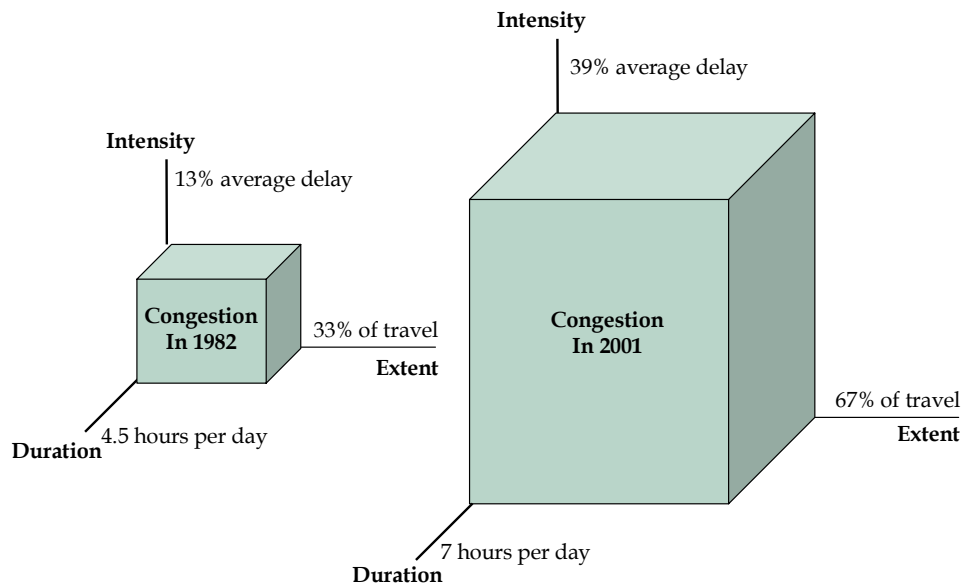 Intensity
13% average delay
Congestion
In 1982
33% of travel
Extent
4.5 hours per day
Duration
Intensity
39% average delay
Congestion
In 2001
67% of travel
Extent
7 hours per day
Duration